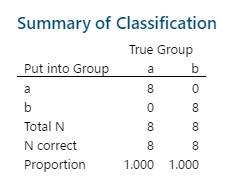 Summary of Classification
True Group
Put into Group a b
a 8 0
b 0 8
Total N 8 8
N correct 8 8
Proportion 1.000 1.000